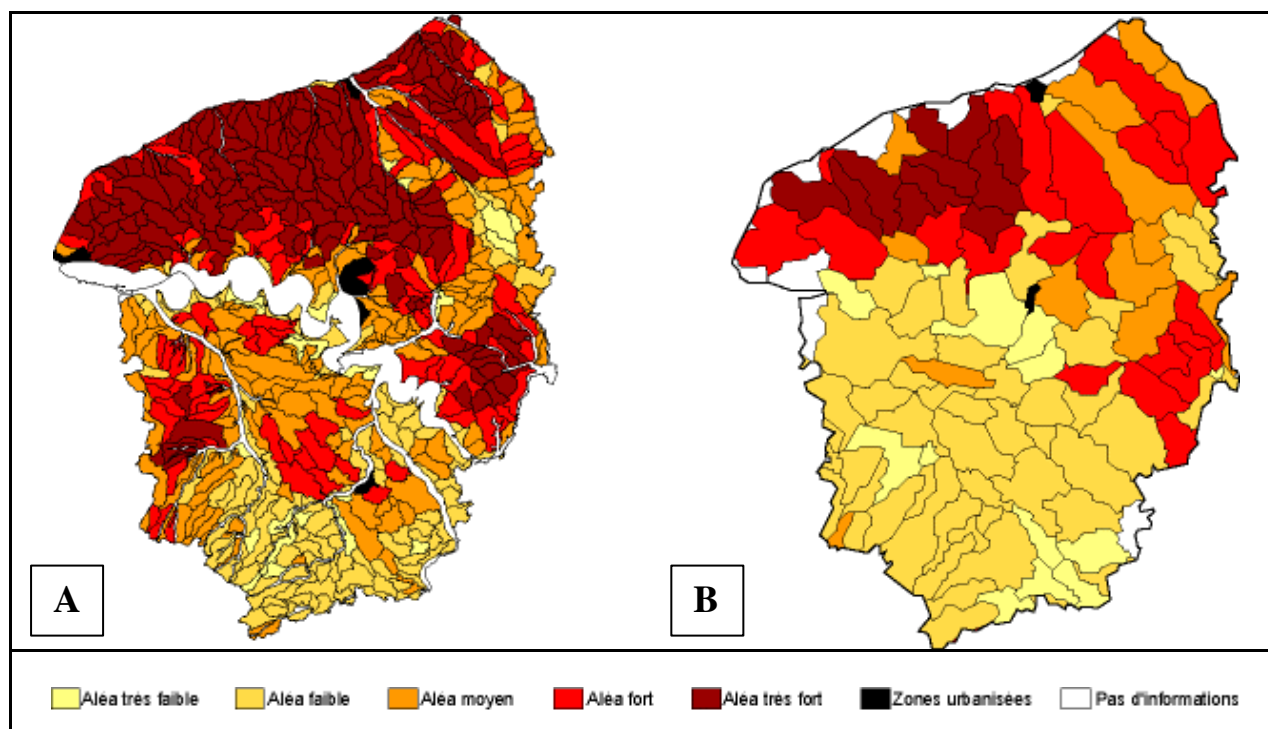 A
B
Aléa très faible Aléa faible Aléa moyen Aléa fort Aléa très fort Zones urbanisées Pas d'informations